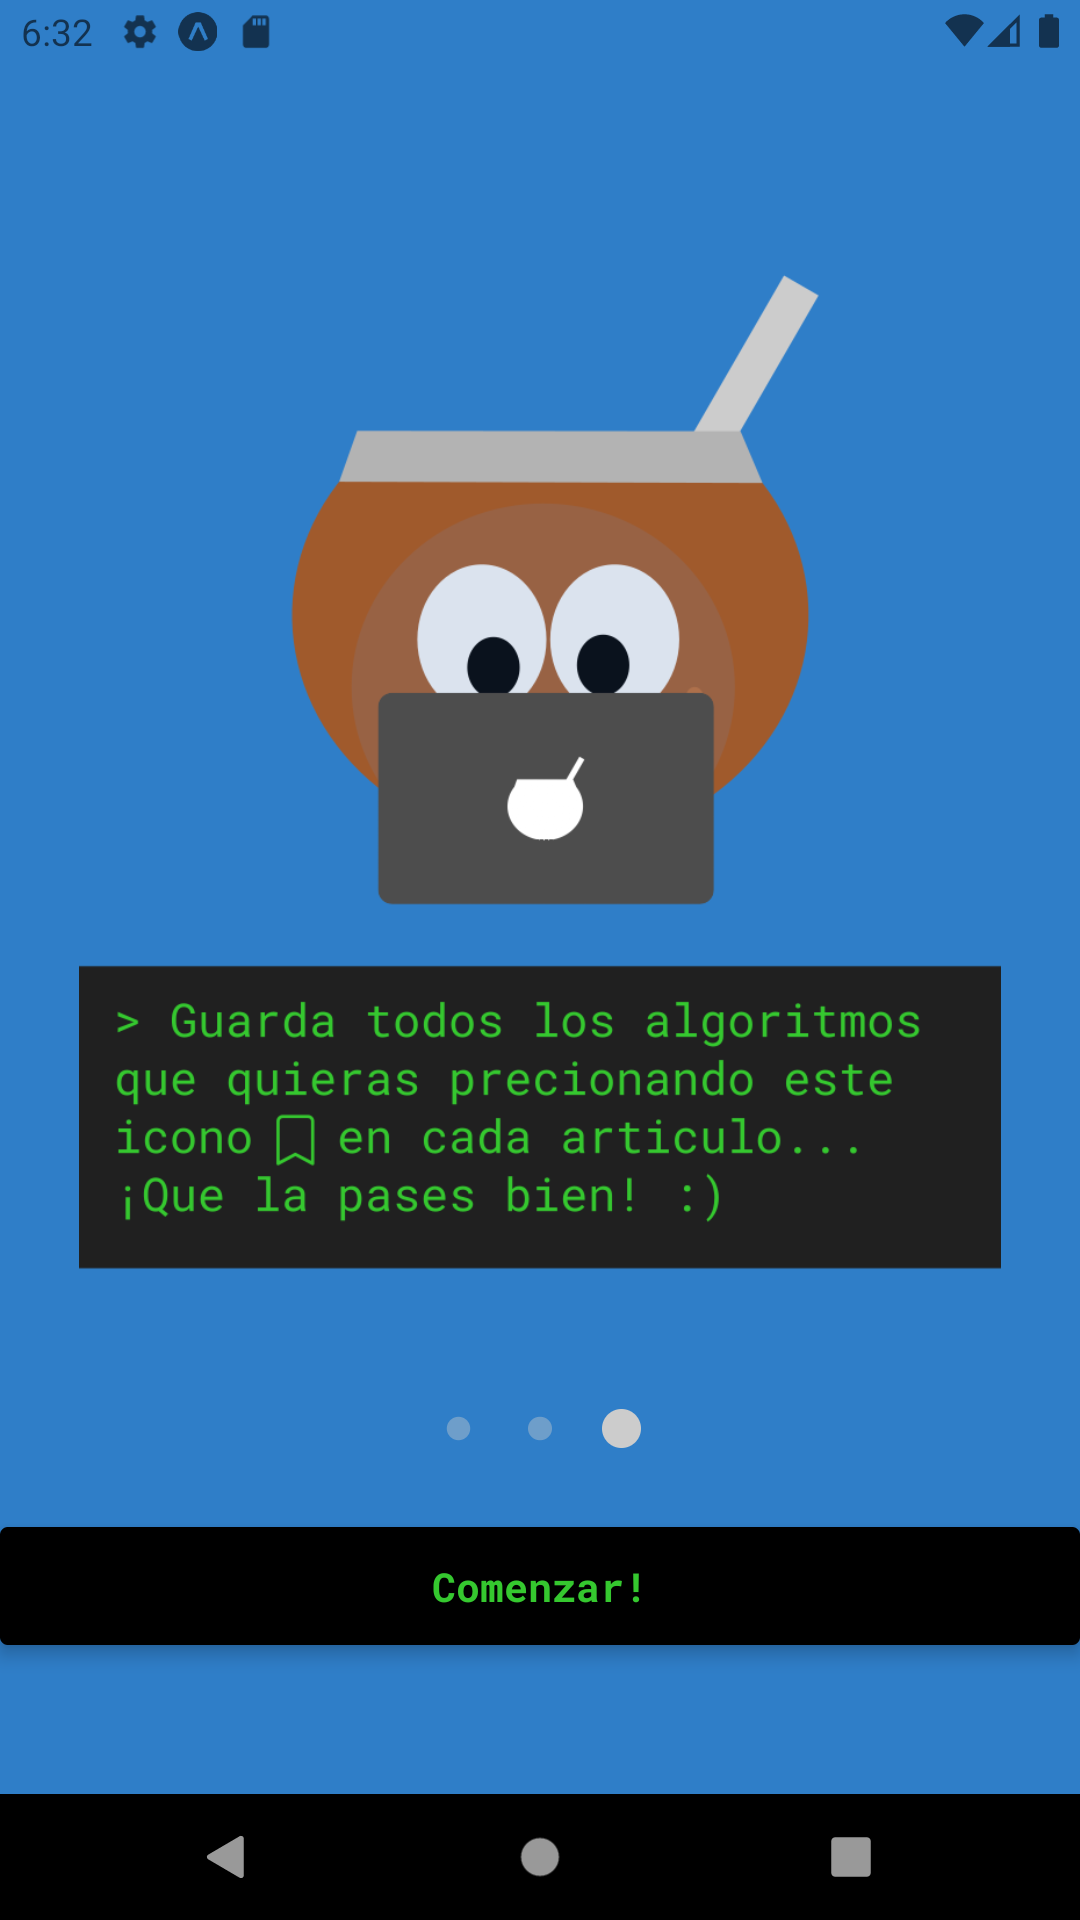 6:32
> Guarda todos los algoritmos
que quieras precionando este
icono en cada articulo...
¡Que la pases bien! :)
Comenzar!